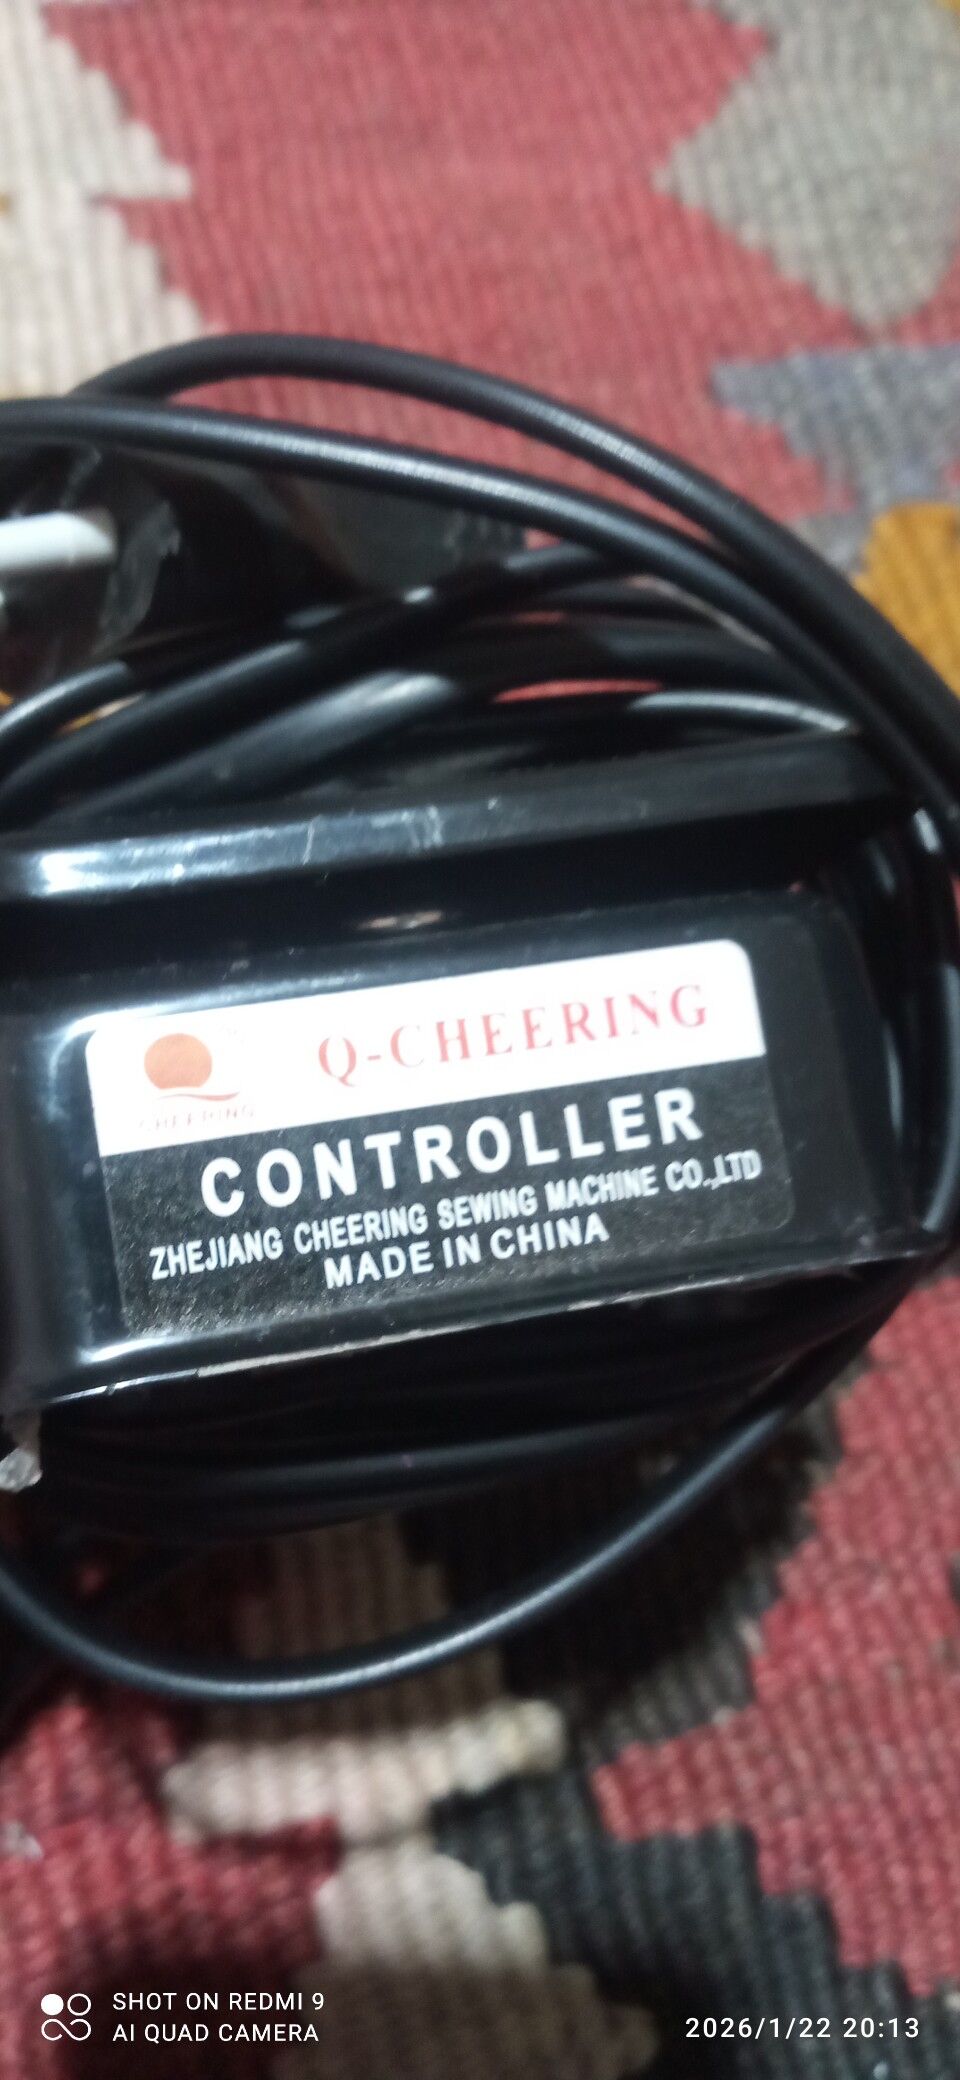 Q-CHEERING
CHEERING
CONTROLLER
ZHEJIANG CHEERING SEWING MACHINE CO.,LTD
MADE IN CHINA
SHOT ON REDMI 9
AI QUAD CAMERA
2026/1/22 20:13